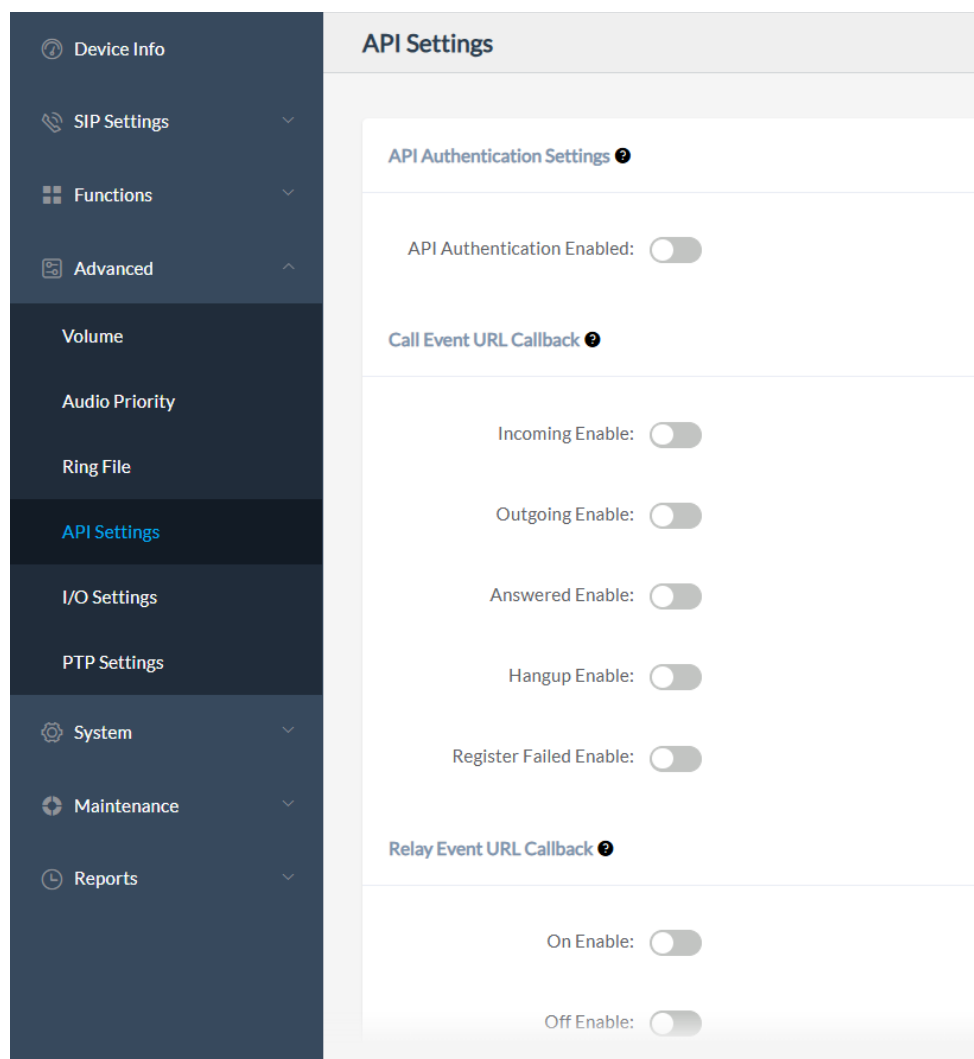 Device Info
SIP Settings
Functions
Advanced
Volume
Audio Priority
Ring File
API Settings
I/O Settings
PTP Settings
System
Maintenance
Reports
API Settings
API Authentication Settings
API Authentication Enabled:
Call Event URL Callback
Incoming Enable:
Outgoing Enable:
Answered Enable:
Hangup Enable:
Register Failed Enable:
Relay Event URL Callback
On Enable:
Off Enable: